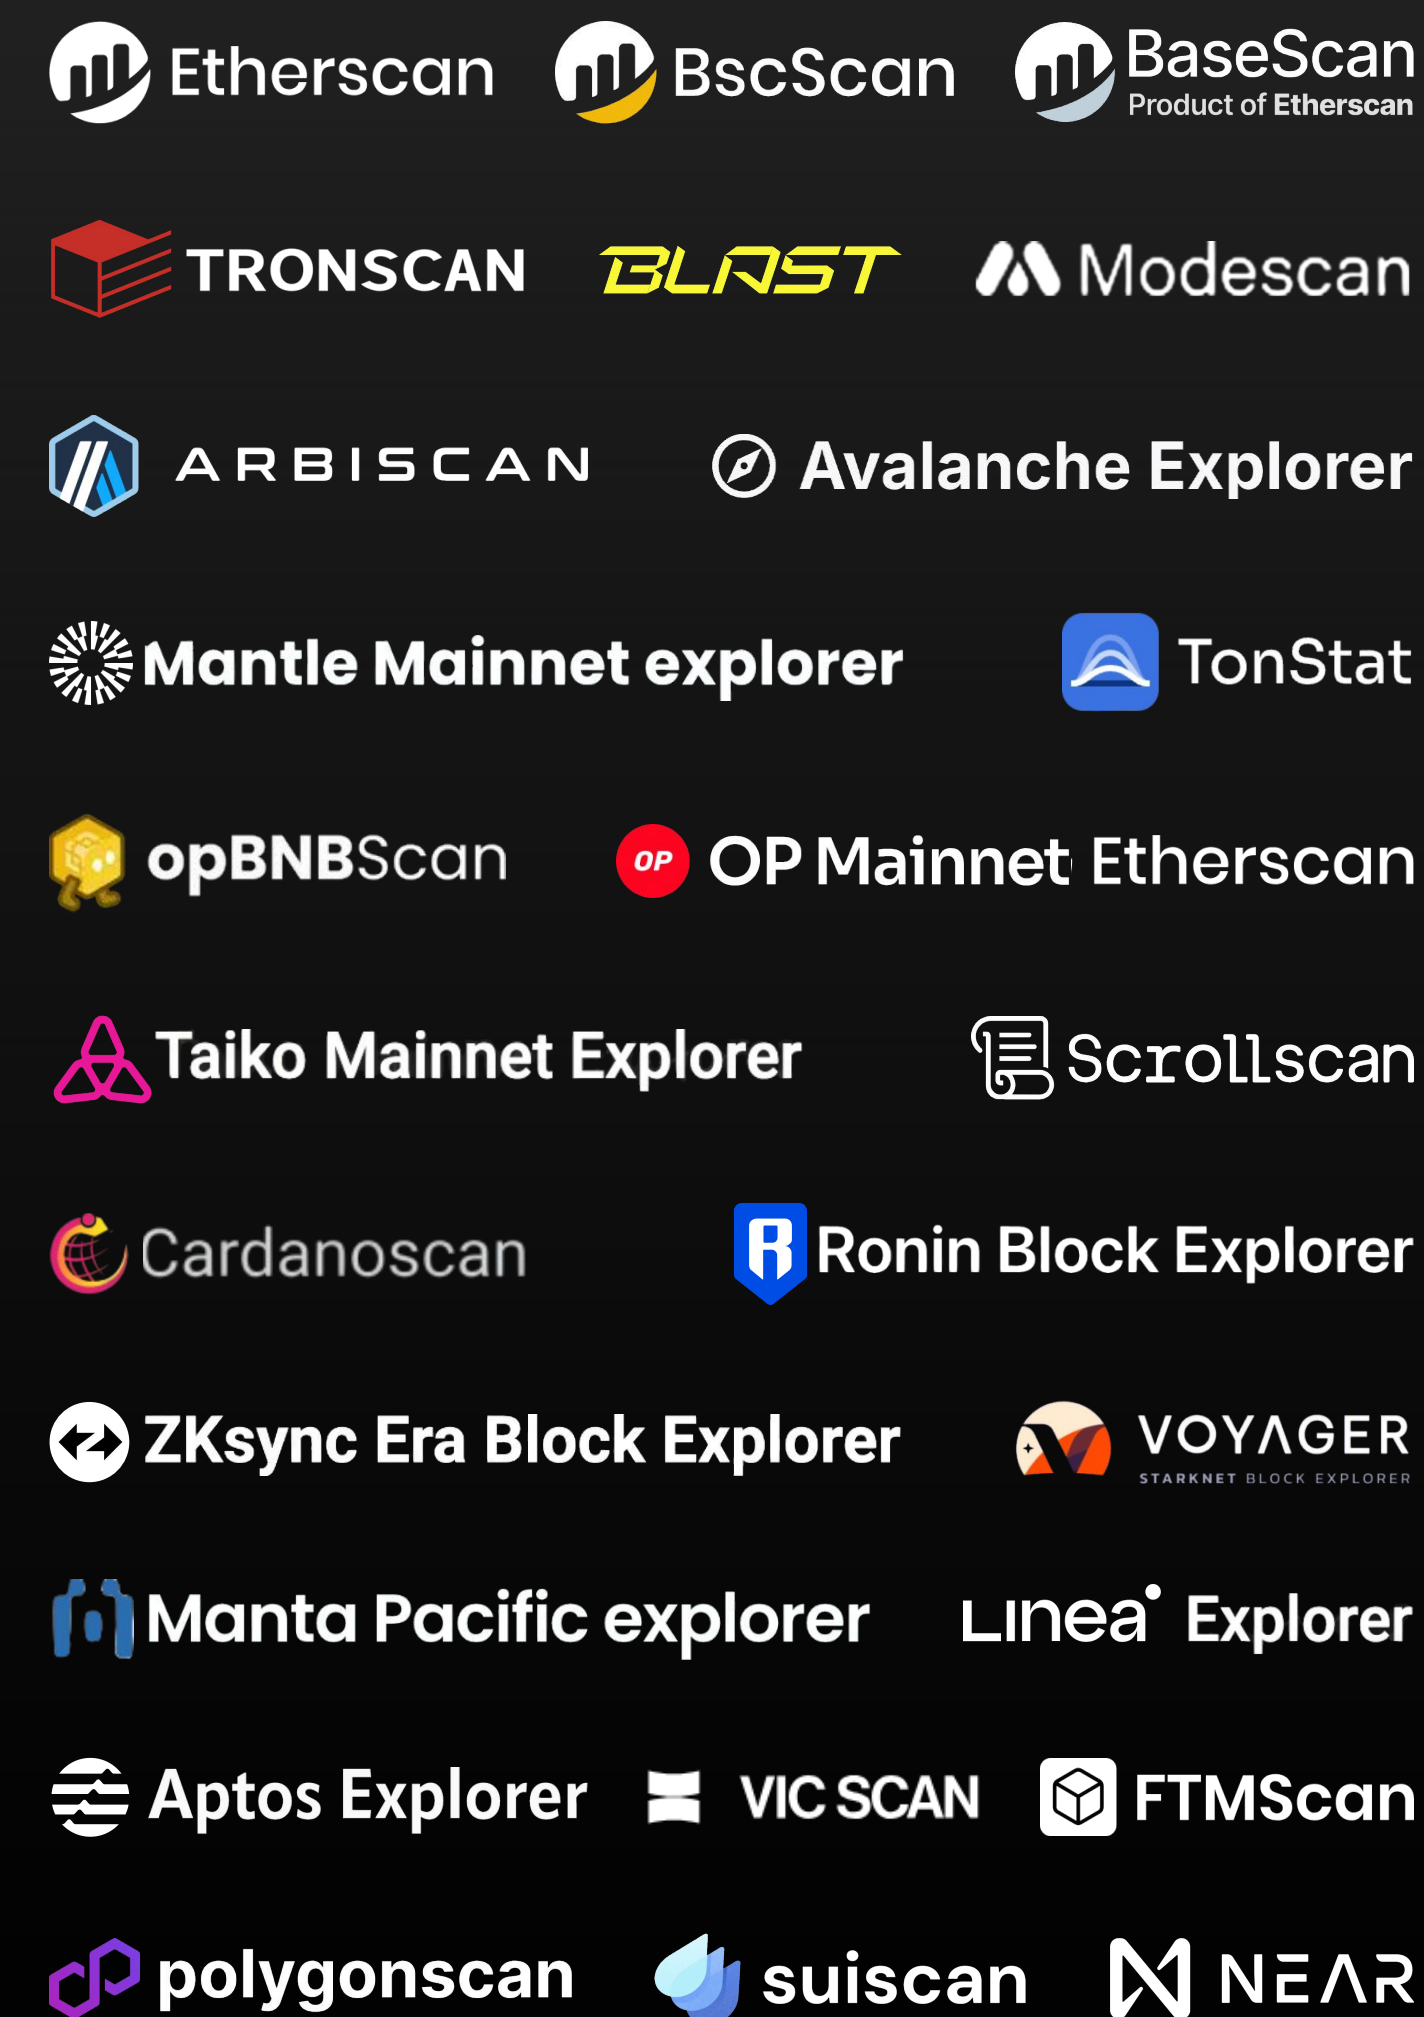 Etherscan
BscScan
BaseScan
Product of Etherscan
TRONSCAN
BLAST
Modescan
ARBISCAN
Avalanche Explorer
Mantle Mainnet explorer
TonStat
opBNBScan
OP OP Mainnet Etherscan
Taiko Mainnet Explorer
Scrollscan
Cardanoscan
Ronin Block Explorer
ZKsync Era Block Explorer
VOYAGER
STARKNET BLOCK EXPLORER
Manta Pacific explorer
Linea Explorer
Aptos Explorer
VIC SCAN
FTMScan
polygonscan
suiscan
NEAR